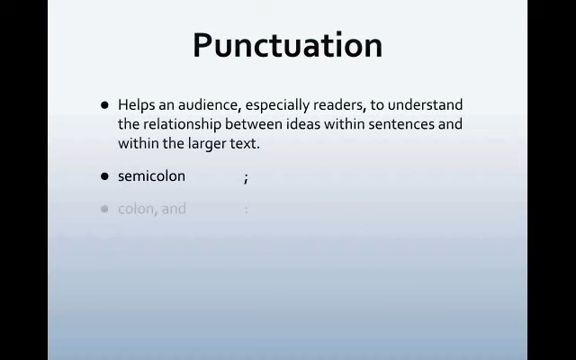 Punctuation
● Helps an audience, especially readers, to understand
the relationship between ideas within sentences and
within the larger text.
● semicolon ;
● colon, and :